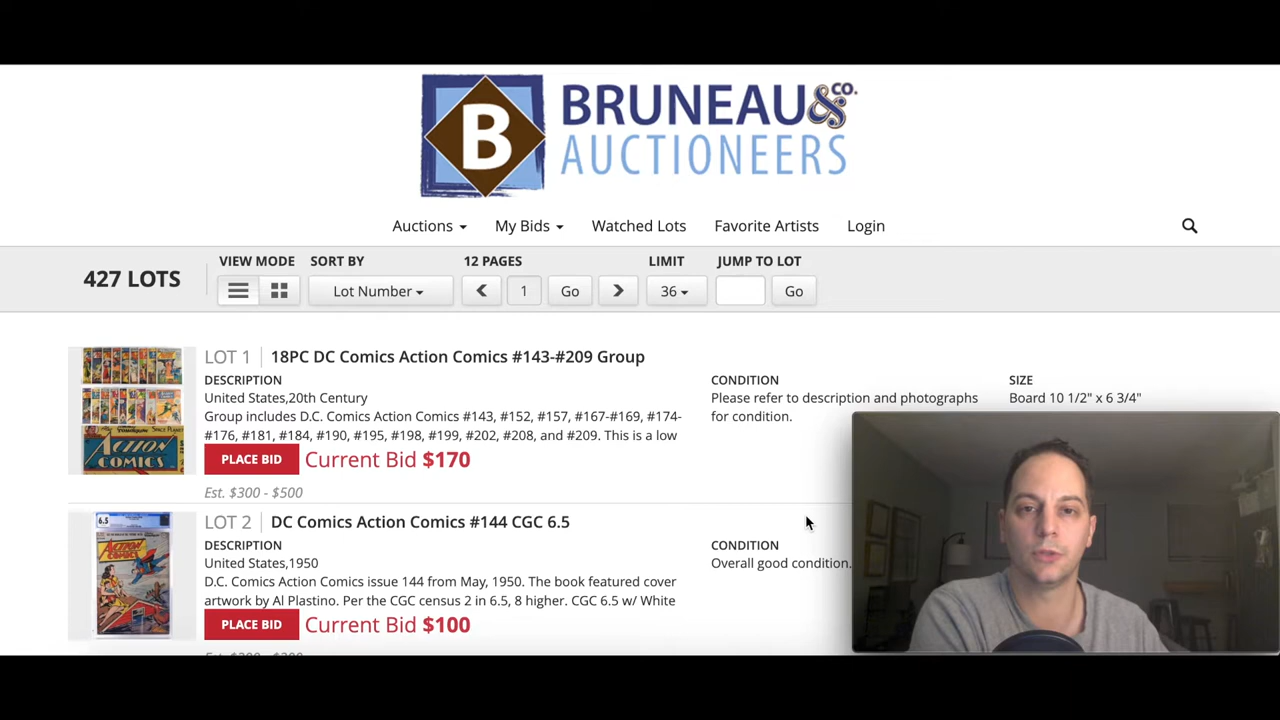 B
BRUNEAU & CO.
AUCTIONEERS
Auctions My Bids Watched Lots Favorite Artists Login
427 LOTS
VIEW MODE SORT BY 12 PAGES LIMIT JUMP TO LOT
Lot Number 1 Go 36 Go
LOT 1 18PC DC Comics Action Comics #143-#209 Group
DESCRIPTION CONDITION SIZE
United States,20th Century Please refer to description and photographs Board 10 1/2" x 6 3/4"
Group includes D.C. Comics Action Comics #143, #152, #157, #167-#169, #174- for condition.
#176, #181, #184, #190, #195, #198, #199, #202, #208, and #209. This is a low
ACTION
COMICS
PLACE BID Current Bid $170
Est. $300 - $500
6.5
LOT 2 DC Comics Action Comics #144 CGC 6.5
DESCRIPTION CONDITION
United States,1950 Overall good condition.
ACTION
COMICS
D.C. Comics Action Comics issue 144 from May, 1950. The book featured cover
artwork by Al Plastino. Per the CGC census 2 in 6.5, 8 higher. CGC 6.5 w/ White
PLACE BID Current Bid $100